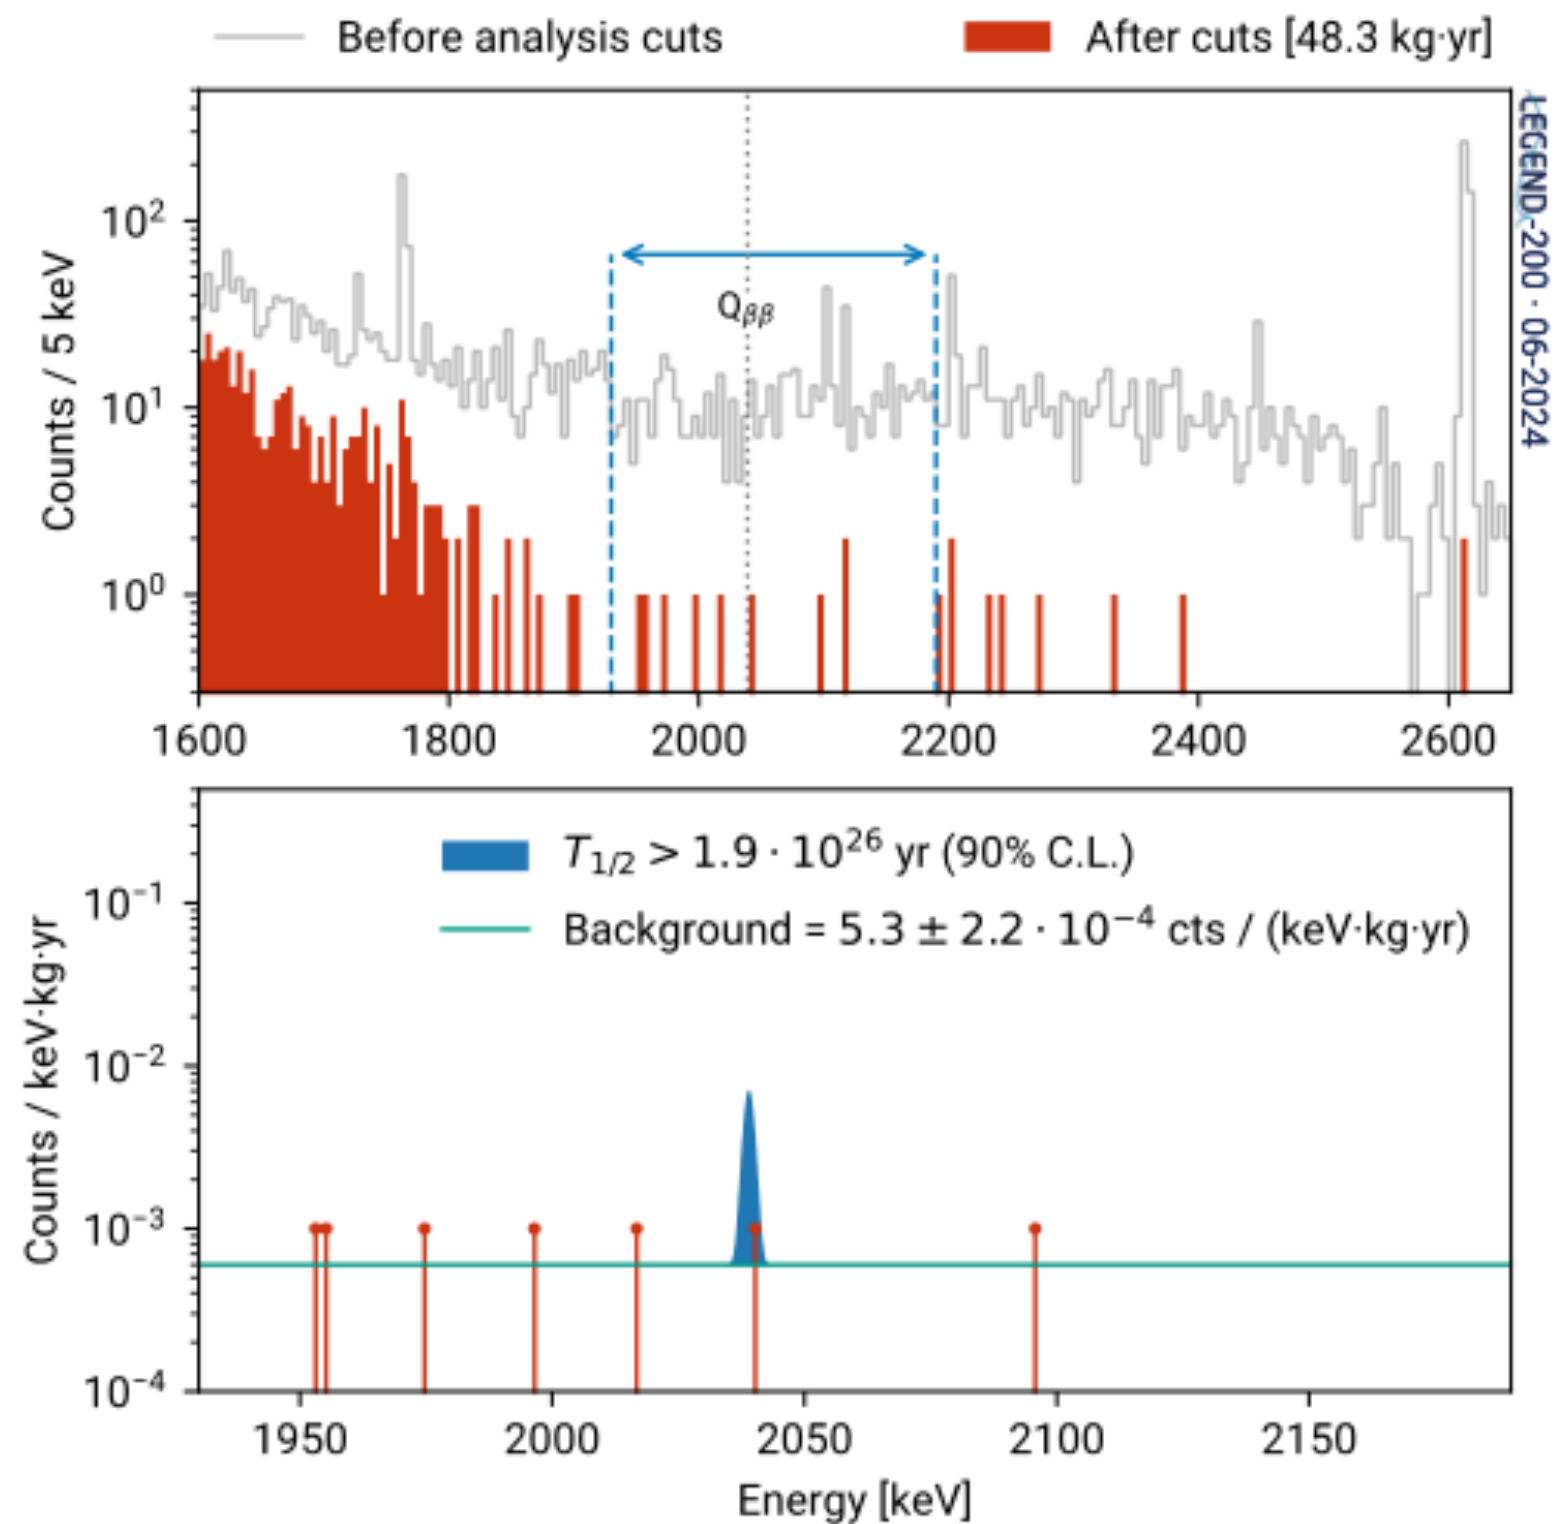 Before analysis cuts
After cuts [48.3 kg·yr]
LEGEND-200 · 06-2024
Counts / 5 keV
10²
10¹
10⁰
Qββ
1600 1800 2000 2200 2400 2600
Counts / keV·kg·yr
10⁻¹
10⁻²
10⁻³
10⁻⁴
T₁/₂ > 1.9 · 10²⁶ yr (90% C.L.)
Background = 5.3 ± 2.2 · 10⁻⁴ cts / (keV·kg·yr)
1950 2000 2050 2100 2150
Energy [keV]